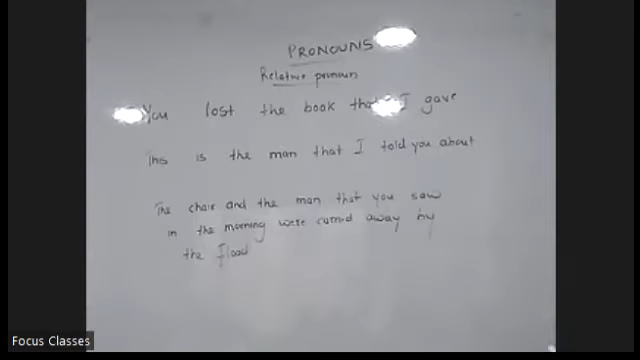 PRONOUNS
Relative pronoun
You lost the book that I gave
This is the man that I told you about
The chair and the man that you saw
in the morning were carried away by
the flood
Focus Classes